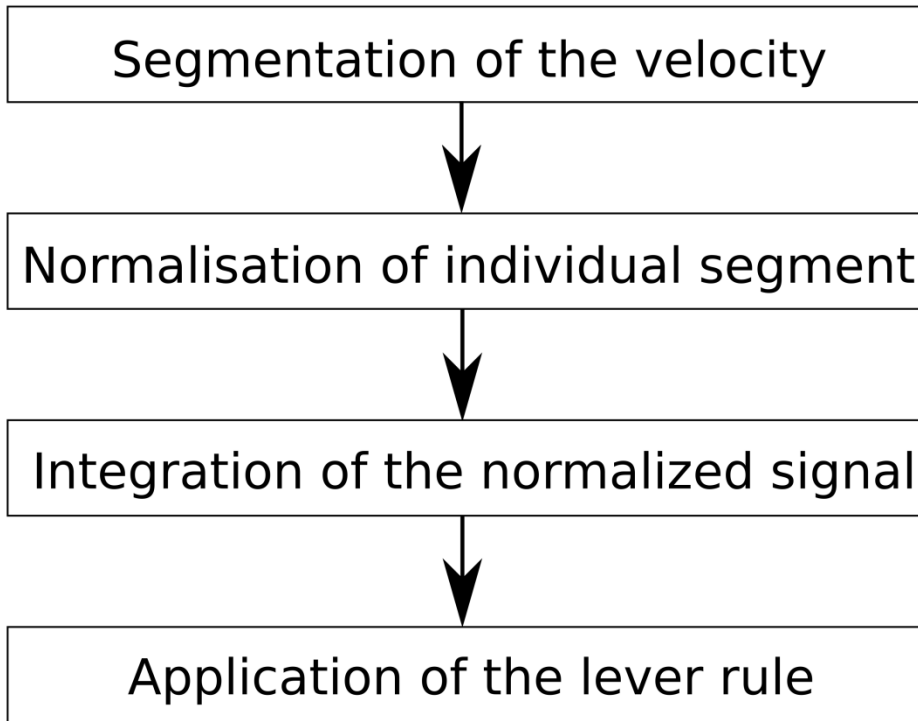 Segmentation of the velocity
Normalisation of individual segment
Integration of the normalized signal
Application of the lever rule